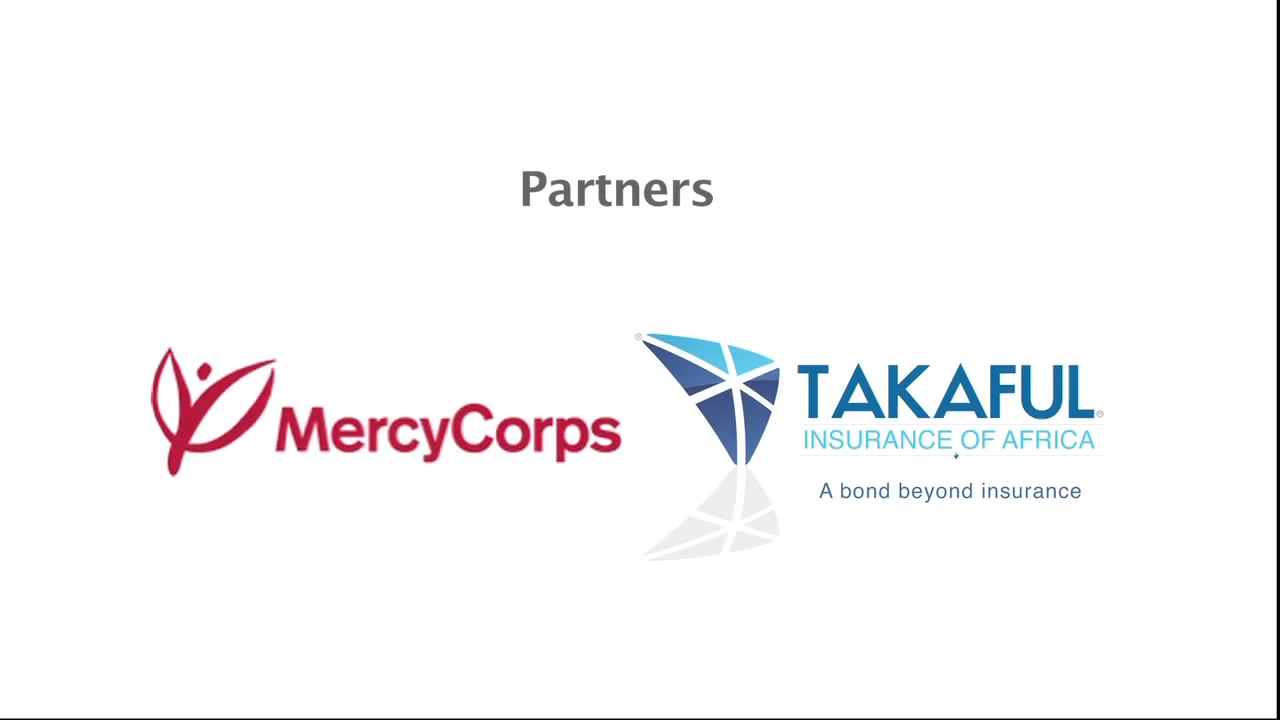 Partners
MercyCorps
TAKAFUL
INSURANCE OF AFRICA
A bond beyond insurance